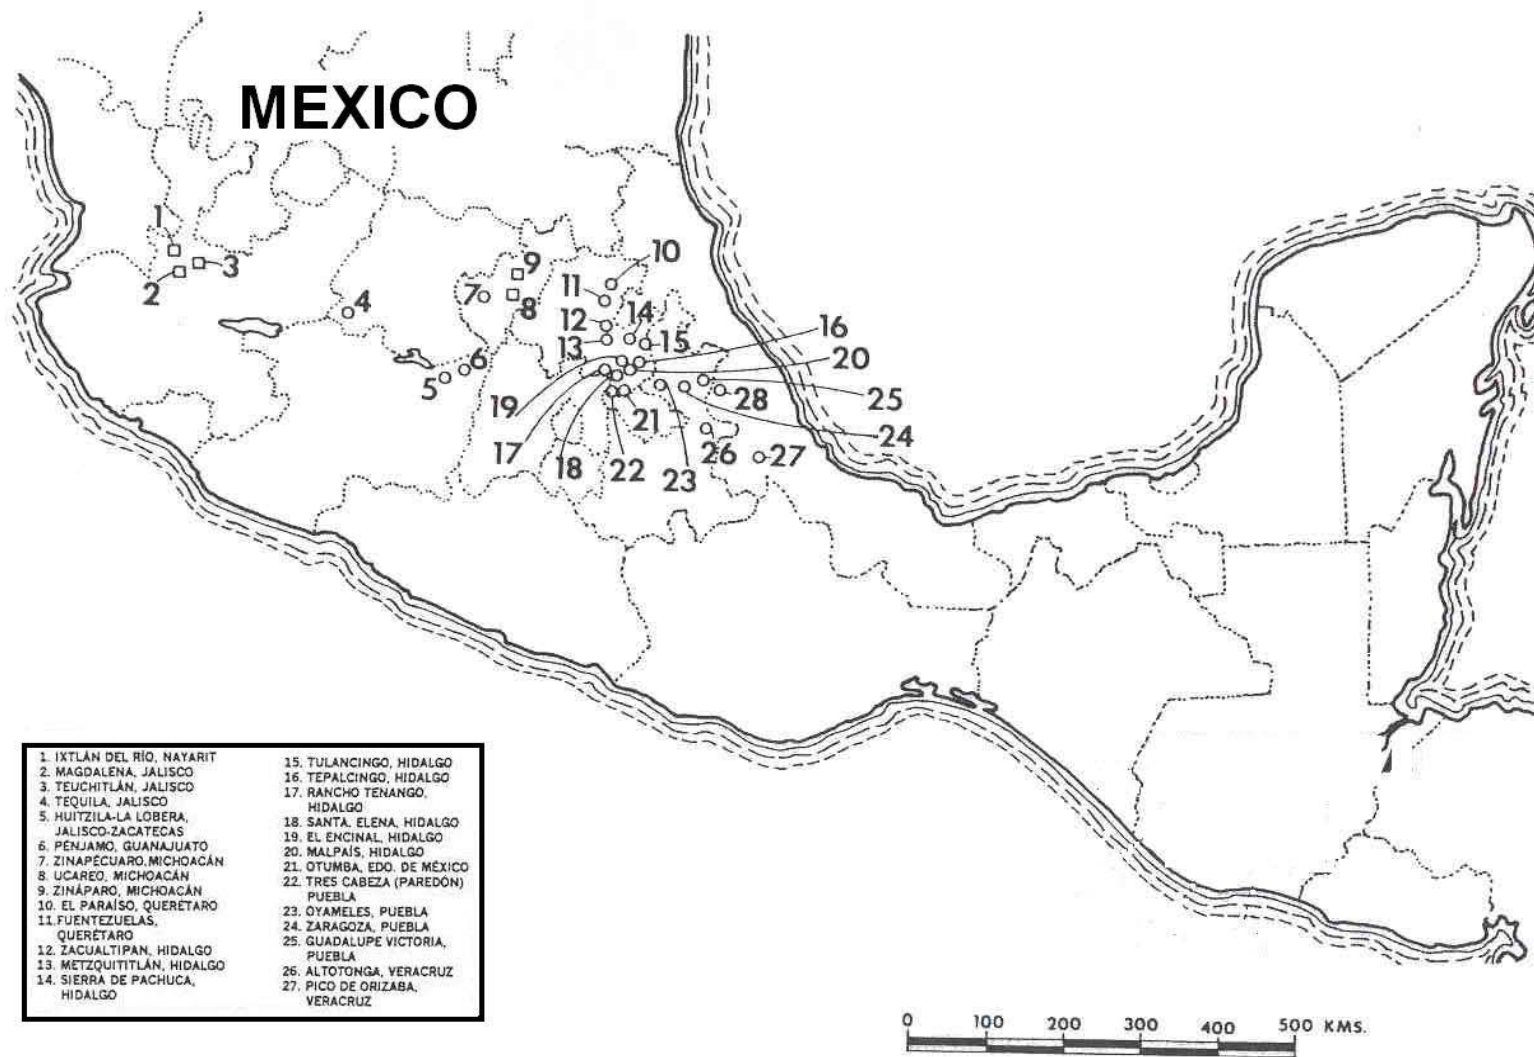 MEXICO
1
2
3
4
5
6
7
8
9
10
11
12
13
14
15
16
20
19
17
18
22
21
23
24
25
28
26
27
1. IXTLÁN DEL RÍO, NAYARIT
2. MAGDALENA, JALISCO
3. TEUCHITLÁN, JALISCO
4. TEQUILA, JALISCO
5. HUITZILA-LA LOBERA,
JALISCO-ZACATECAS
6. PÉNJAMO, GUANAJUATO
7. ZINAPÉCUARO, MICHOACÁN
8. UCAREO, MICHOACÁN
9. ZINÁPARO, MICHOACÁN
10. EL PARAÍSO, QUERÉTARO
11. FUENTEZUELAS,
QUERÉTARO
12. ZACUALTIPAN, HIDALGO
13. METZQUITITLÁN, HIDALGO
14. SIERRA DE PACHUCA,
HIDALGO
15. TULANCINGO, HIDALGO
16. TEPALCINGO, HIDALGO
17. RANCHO TENANGO,
HIDALGO
18. SANTA. ELENA, HIDALGO
19. EL ENCINAL, HIDALGO
20. MALPAÍS, HIDALGO
21. OTUMBA, EDO. DE MÉXICO
22. TRES CABEZA (PAREDÓN)
PUEBLA
23. OYAMELES, PUEBLA
24. ZARAGOZA, PUEBLA
25. GUADALUPE VICTORIA,
PUEBLA
26. ALTOTONGA, VERACRUZ
27. PICO DE ORIZABA,
VERACRUZ
0 100 200 300 400 500 KMS.